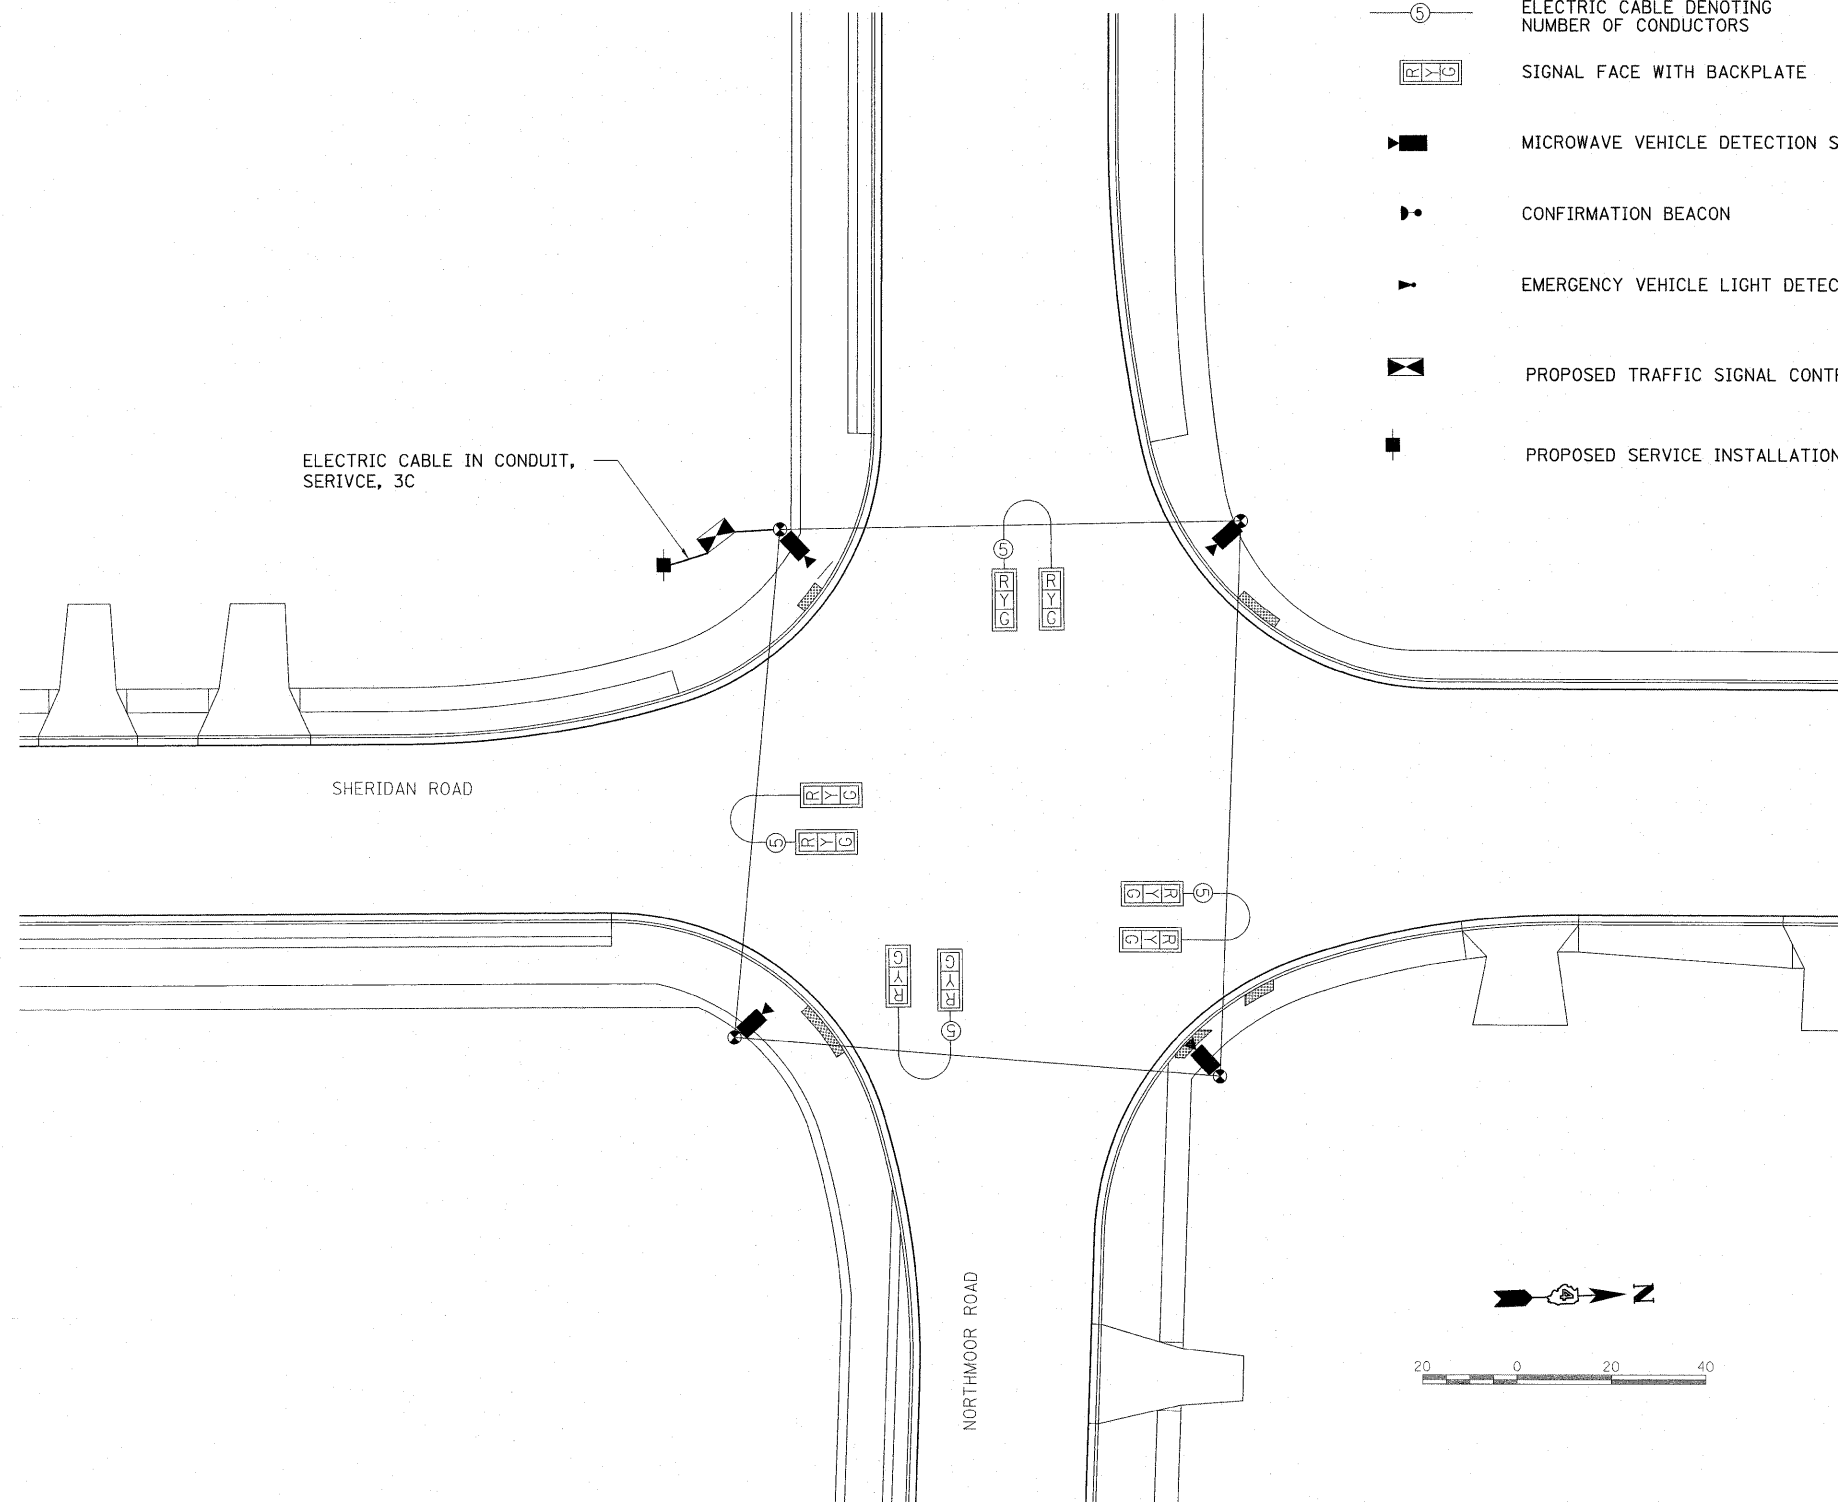 ELECTRIC CABLE DENOTING
NUMBER OF CONDUCTORS
5
R Y G
SIGNAL FACE WITH BACKPLATE
MICROWAVE VEHICLE DETECTION S
CONFIRMATION BEACON
EMERGENCY VEHICLE LIGHT DETEC
PROPOSED TRAFFIC SIGNAL CONT
PROPOSED SERVICE INSTALLATION
ELECTRIC CABLE IN CONDUIT,
SERIVCE, 3C
5
R Y G
R Y G
SHERIDAN ROAD
R Y G
5
R Y G
R Y G
5
R Y G
R Y G
R Y G
5
NORTHMOOR ROAD
4
N
20 0 20 40